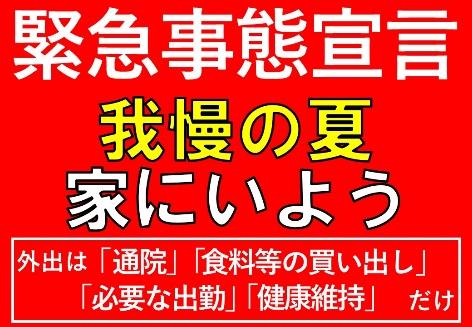 緊急事態宣言
我慢の夏
家にいよう
外出は「通院」「食料等の買い出し」
「必要な出勤」「健康維持」 だけ